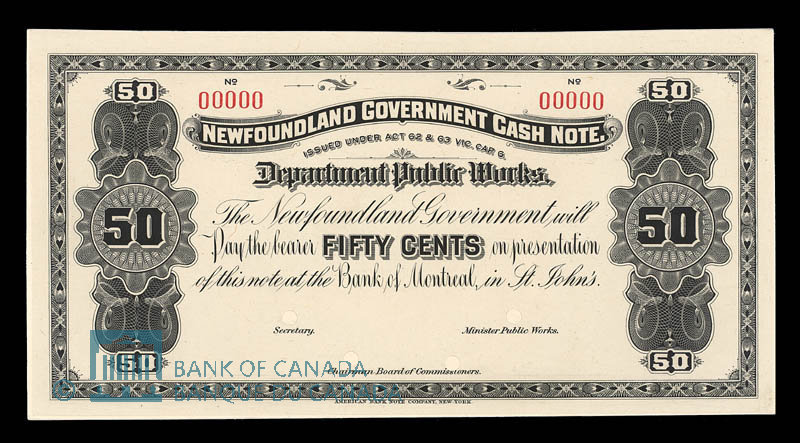 50 50
Nº Nº
00000 00000
NEWFOUNDLAND GOVERNMENT CASH NOTE.
ISSUED UNDER ACT 62 & 63 VIC. CAP 6.
Department Public Works.
The Newfoundland Government, will
50 50
Pay the bearer FIFTY CENTS on presentation
of this note at the Bank of Montreal, in St. John's.
Secretary. Minister Public Works.
50 50
BANK OF CANADA
Chairman Board of Commissioners.
© BANQUE DU CANADA
AMERICAN BANK NOTE COMPANY, NEW YORK